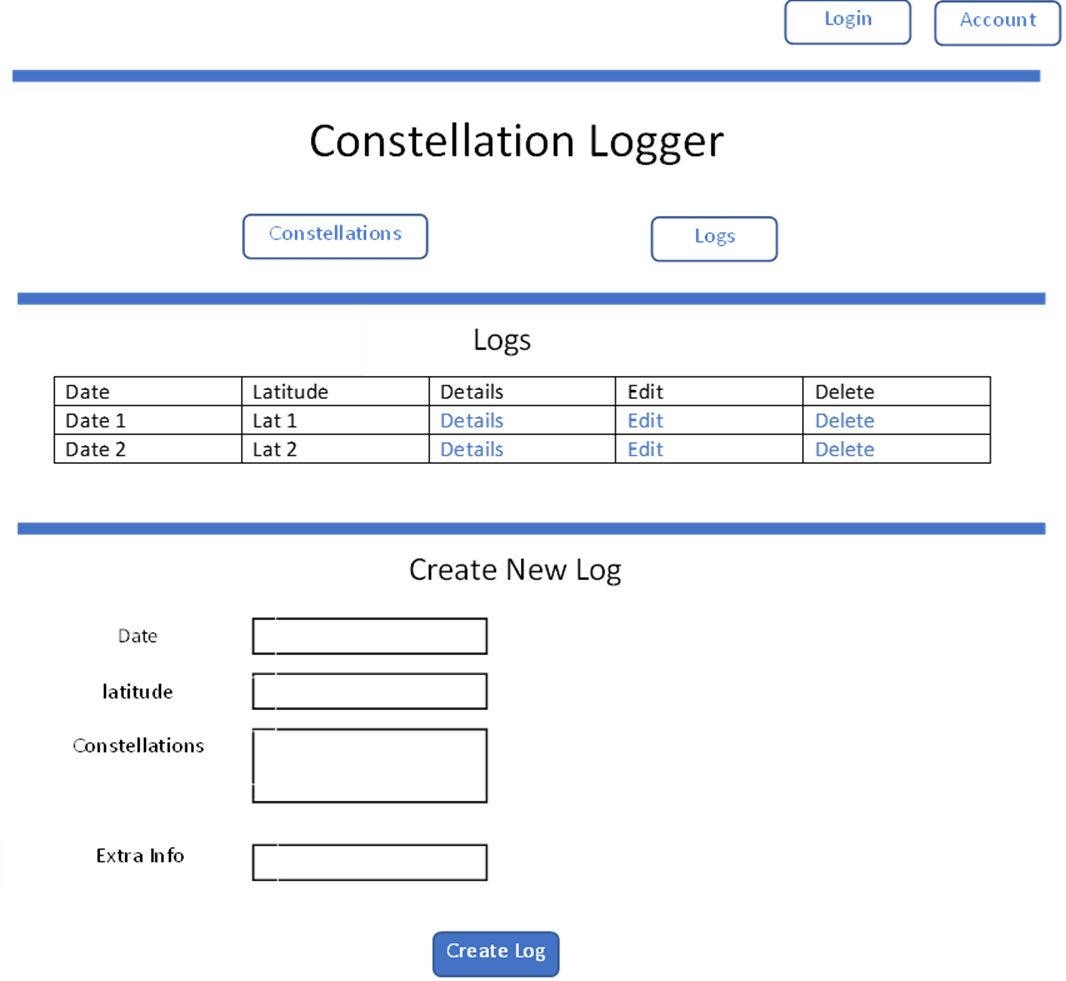 Login Account
Constellation Logger
Constellations Logs
Logs
Date Latitude Details Edit Delete
Date 1 Lat 1 Details Edit Delete
Date 2 Lat 2 Details Edit Delete
Create New Log
Date
latitude
Constellations
Extra Info
Create Log